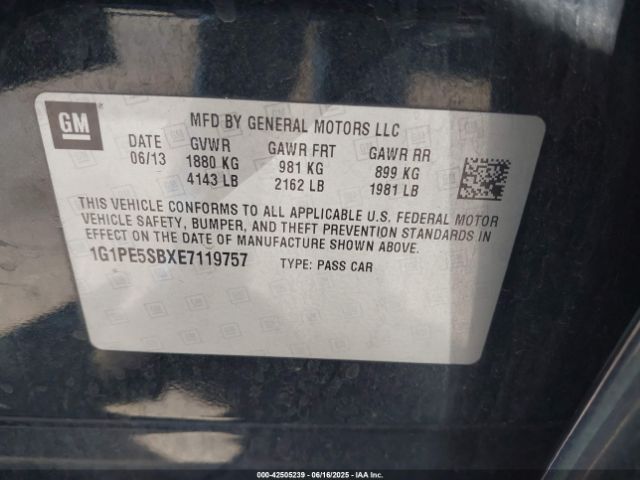 GM
MFD BY GENERAL MOTORS LLC
DATE GVWR GAWR FRT GAWR RR
06/13 1880 KG 981 KG 899 KG
4143 LB 2162 LB 1981 LB
THIS VEHICLE CONFORMS TO ALL APPLICABLE U.S. FEDERAL MOTOR
VEHICLE SAFETY, BUMPER, AND THEFT PREVENTION STANDARDS IN
EFFECT ON THE DATE OF MANUFACTURE SHOWN ABOVE.
1G1PE5SBXE7119757 TYPE: PASS CAR
000-42505239 - 06/16/2025 - IAA Inc.